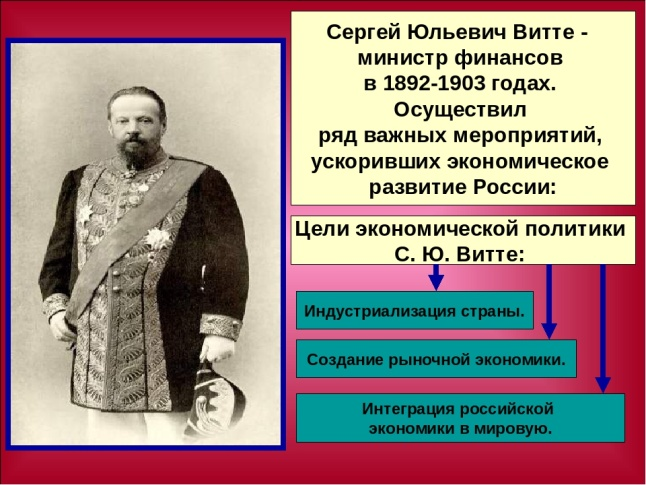 Сергей Юльевич Витте -
министр финансов
в 1892-1903 годах.
Осуществил
ряд важных мероприятий,
ускоривших экономическое
развитие России:
Цели экономической политики
С. Ю. Витте:
Индустриализация страны.
Создание рыночной экономики.
Интеграция российской
экономики в мировую.